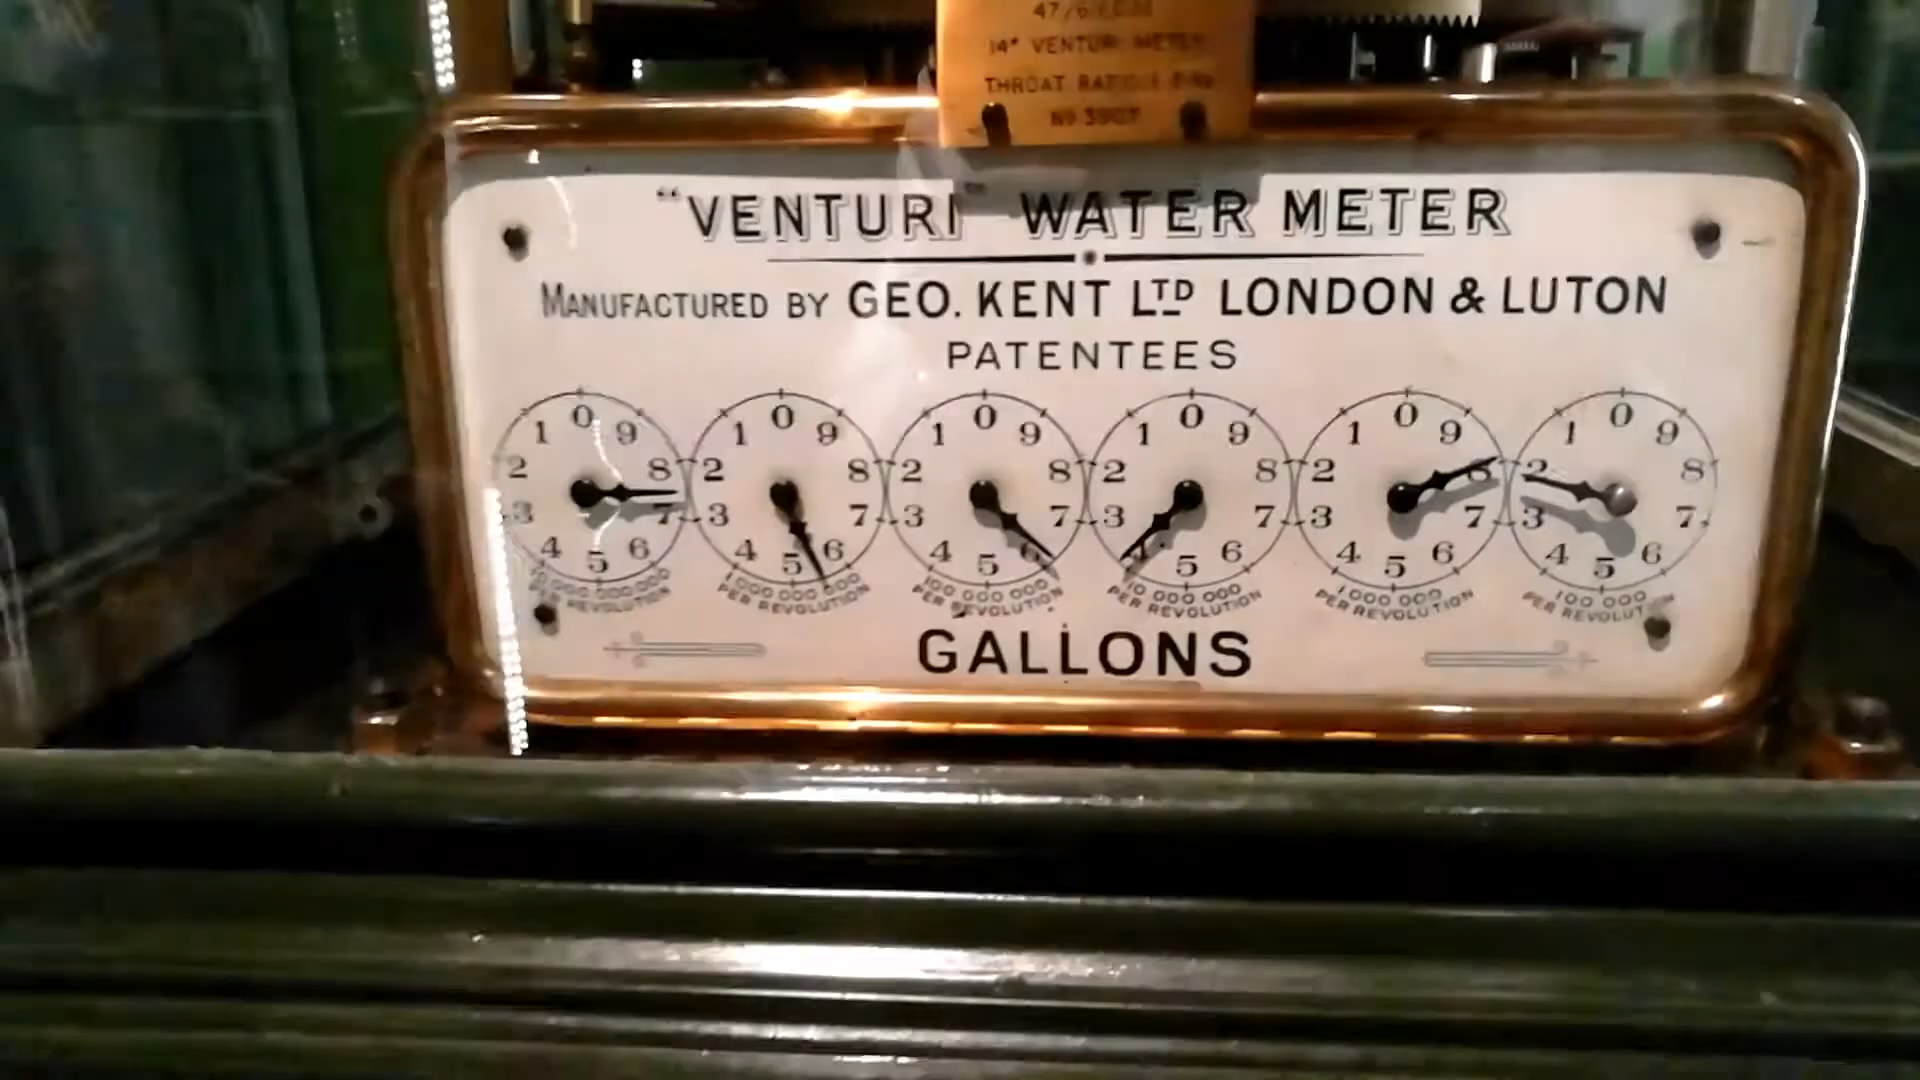 14" VENTURI METER
THROAT
No 3907
"VENTURI" WATER METER
MANUFACTURED BY GEO. KENT LTD LONDON & LUTON
PATENTEES
0 9 8 7 6 5 4 3 2 1
0 9 8 7 6 5 4 3 2 1
0 9 8 7 6 5 4 3 2 1
0 9 8 7 6 5 4 3 2 1
0 9 8 7 6 5 4 3 2 1
0 9 8 7 6 5 4 3 2 1
10 000 000 000 PER REVOLUTION
1 000 000 000 PER REVOLUTION
100 000 000 PER REVOLUTION
10 000 000 PER REVOLUTION
1 000 000 PER REVOLUTION
100 000 PER REVOLUTION
GALLONS